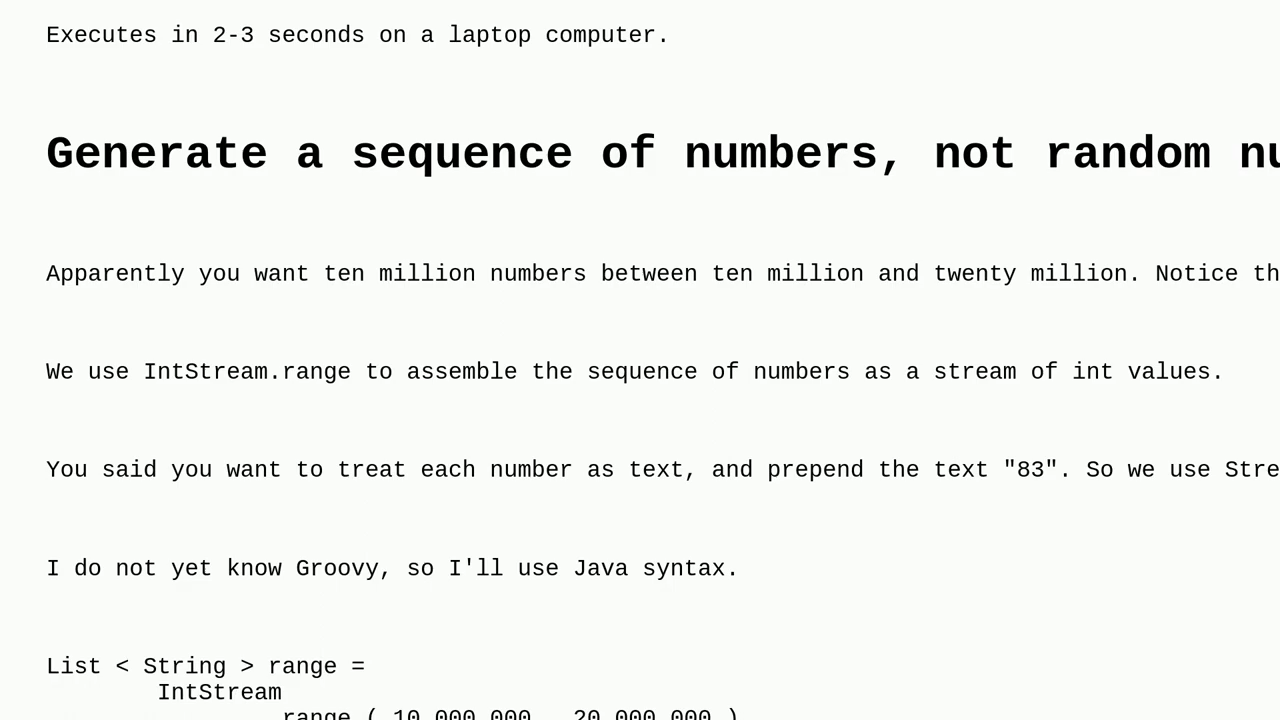 Executes in 2-3 seconds on a laptop computer.
Generate a sequence of numbers, not random
Apparently you want ten million numbers between ten million and twenty million. Notice
We use IntStream.range to assemble the sequence of numbers as a stream of int values.
You said you want to treat each number as text, and prepend the text "83". So we use
I do not yet know Groovy, so I'll use Java syntax.
List < String > range =
IntStream
.range ( 10_000_000 , 20_000_000 )